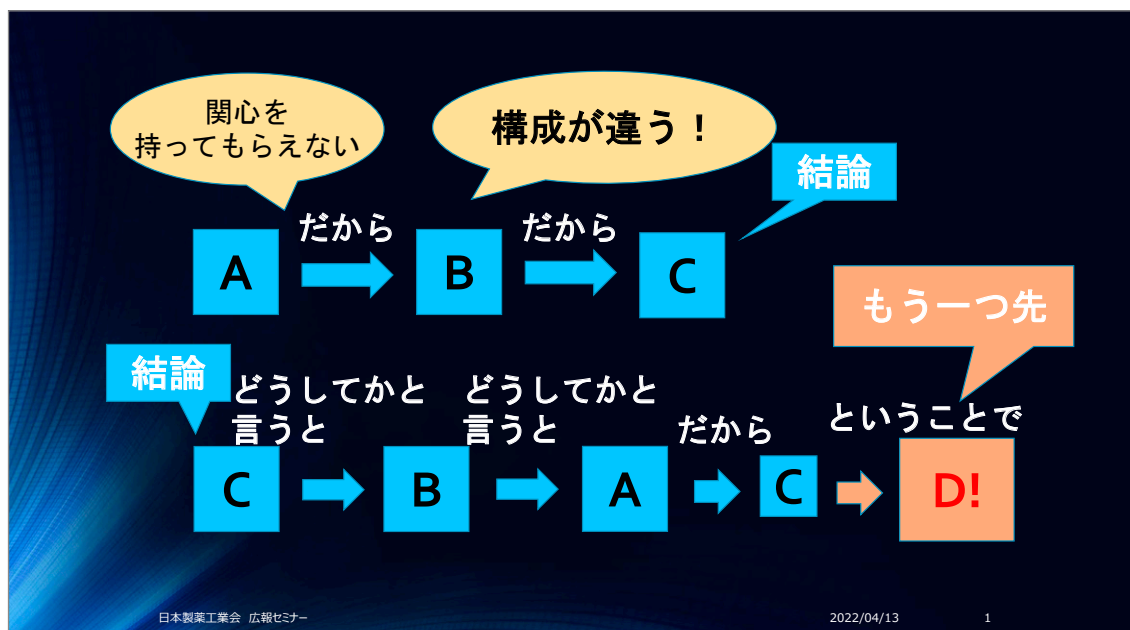 関心を
持ってもらえない
構成が違う！
結論
だから
だから
A
B
C
もう一つ先
結論
どうしてかと
言うと
どうしてかと
言うと
だから
ということで
C
B
A
C
D!
日本製薬工業会 広報セミナー
2022/04/13
1